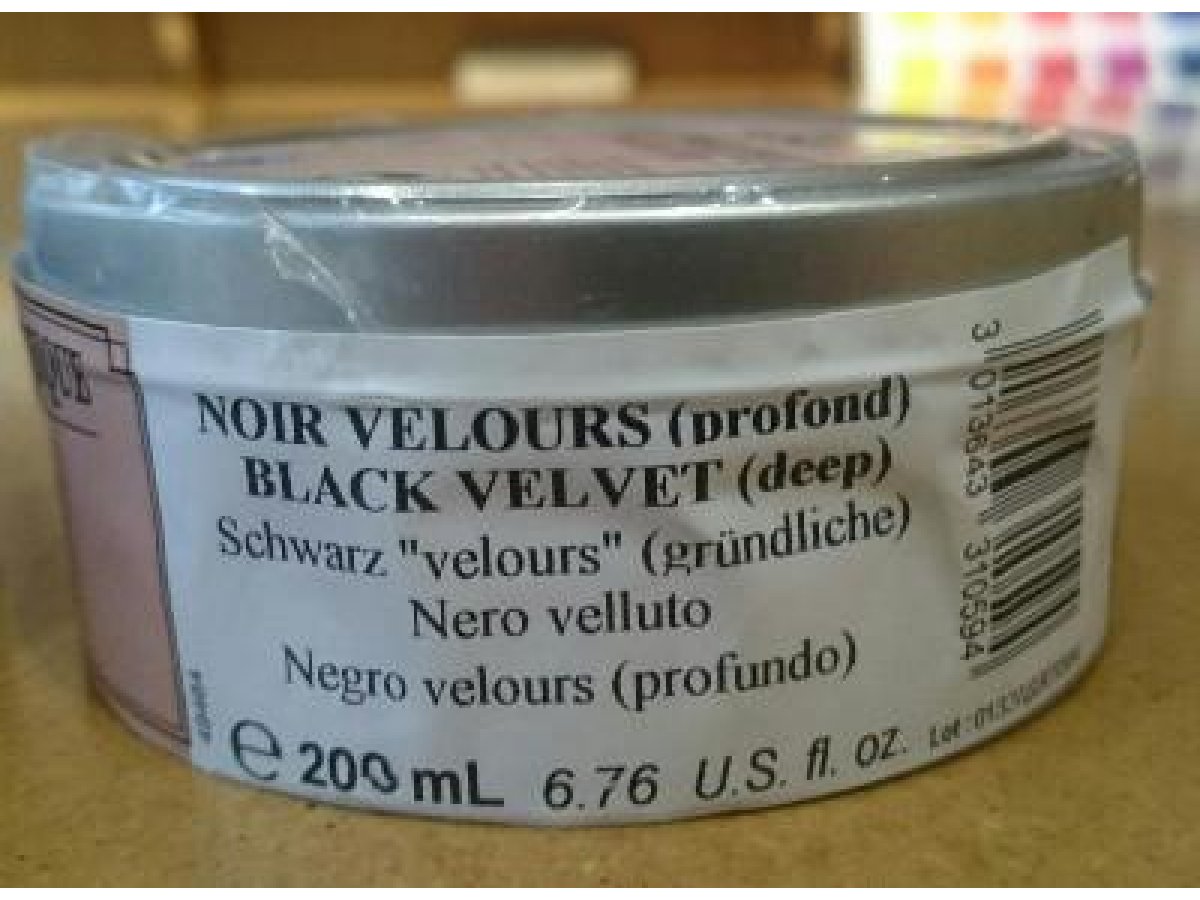 NOIR VELOURS (profond)
BLACK VELVET (deep)
Schwarz "velours" (gründliche)
Nero velluto
Negro velours (profundo)
e 200 mL 6.76 U.S. fl. oz.
Lot :
3 013643 310594